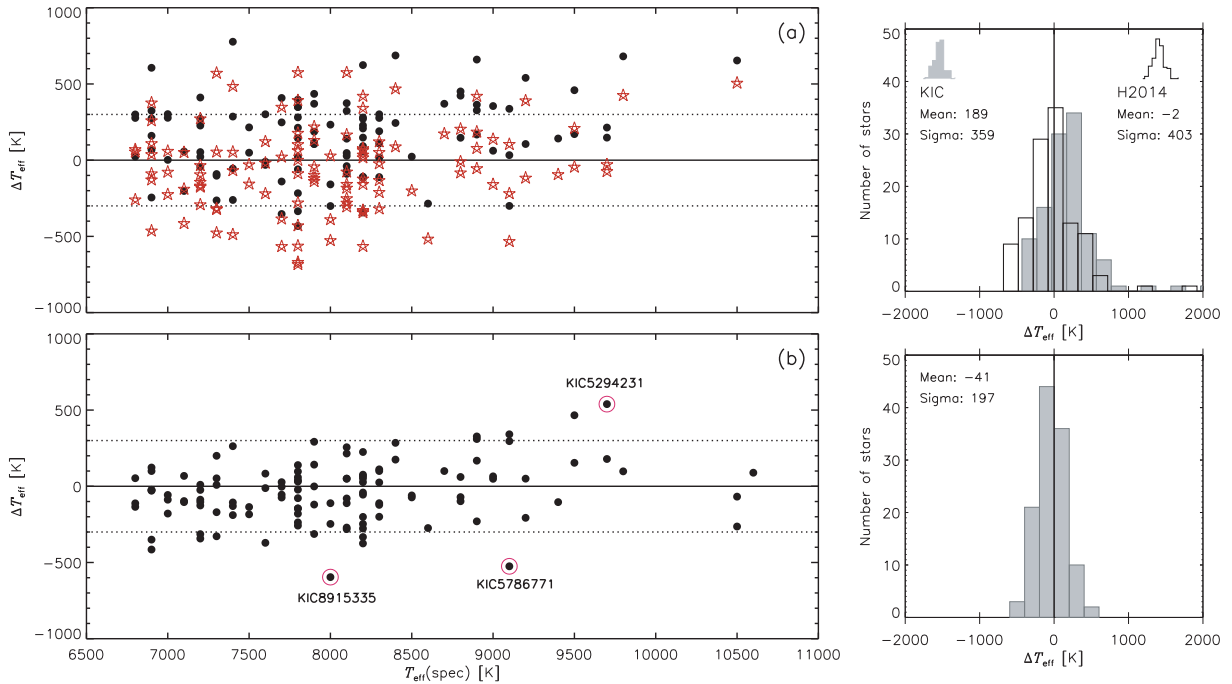 1000
500
0
−500
−1000
ΔTeff [K]
(a)
1000
500
0
−500
−1000
ΔTeff [K]
(b)
KIC5294231
KIC5786771
KIC8915335
6500 7000 7500 8000 8500 9000 9500 10000 10500 11000
Teff(spec) [K]
50
40
30
20
10
0
Number of stars
KIC
Mean: 189
Sigma: 359
H2014
Mean: −2
Sigma: 403
−2000 −1000 0 1000 2000
ΔTeff [K]
50
40
30
20
10
0
Number of stars
Mean: −41
Sigma: 197
−2000 −1000 0 1000 2000
ΔTeff [K]